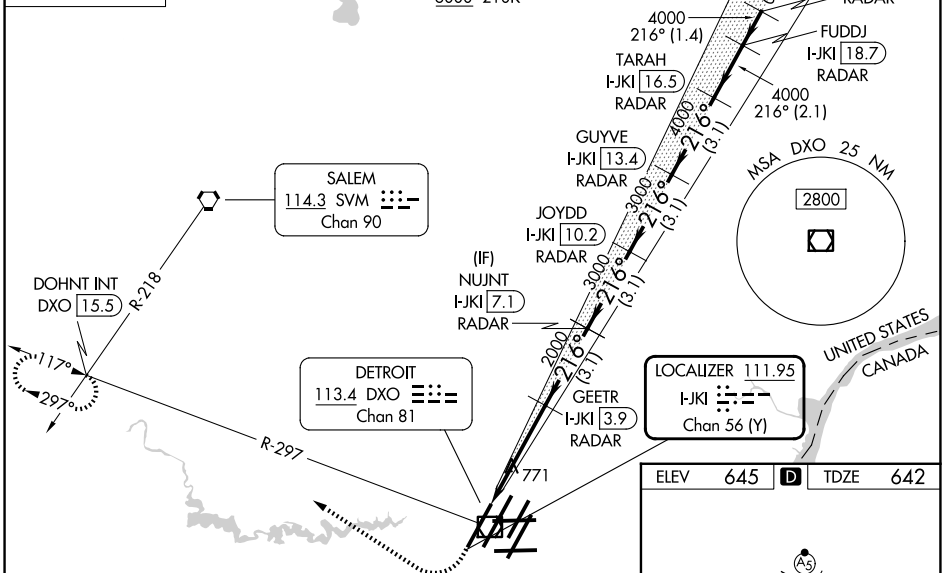 RADAR
4000
216° (1.4)
FUDDJ
I-JKI 18.7
RADAR
TARAH
I-JKI 16.5
RADAR
4000
216° (2.1)
4000
216°
(3.1)
GUYVE
I-JKI 13.4
RADAR
MSA DXO 25 NM
2800
SALEM
114.3 SVM
Chan 90
3000
216°
(3.1)
JOYDD
I-JKI 10.2
RADAR
(IF)
NUJNT
I-JKI 7.1
RADAR
3000
216°
(3.1)
DOHNT INT
DXO 15.5
R-218
UNITED STATES
CANADA
117°
297°
2000
216°
(3.1)
DETROIT
113.4 DXO
Chan 81
GEETR
I-JKI 3.9
RADAR
LOCALIZER 111.95
I-JKI
Chan 56 (Y)
R-297
771
ELEV 645 D TDZE 642
A5